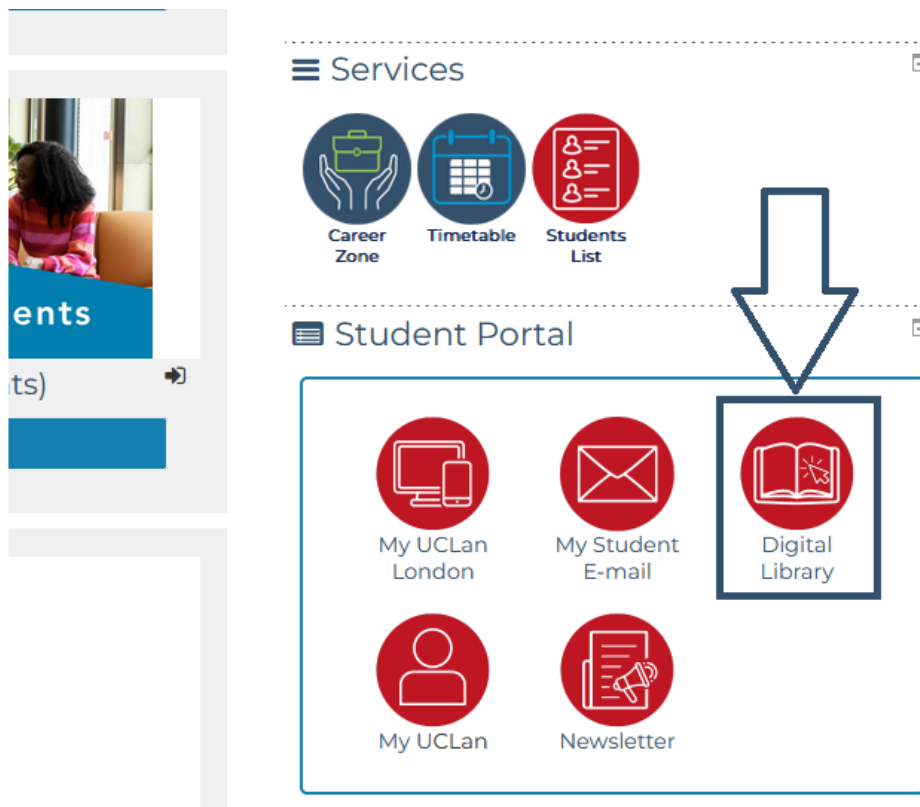 ents
ts)
Services
Career
Zone
Timetable
Students
List
Student Portal
My UCLan
London
My Student
E-mail
Digital
Library
My UCLan
Newsletter